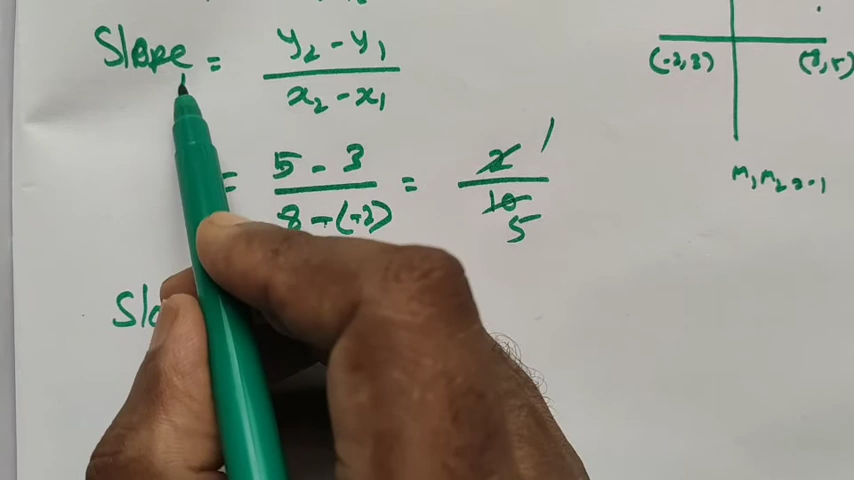 Slope = y₂ - y₁ / x₂ - x₁
= 5 - 3 / 8 - (-2) = 2 / 10 1 / 5
Slo
(-2,3) (8,5)
m₁m₂ = -1